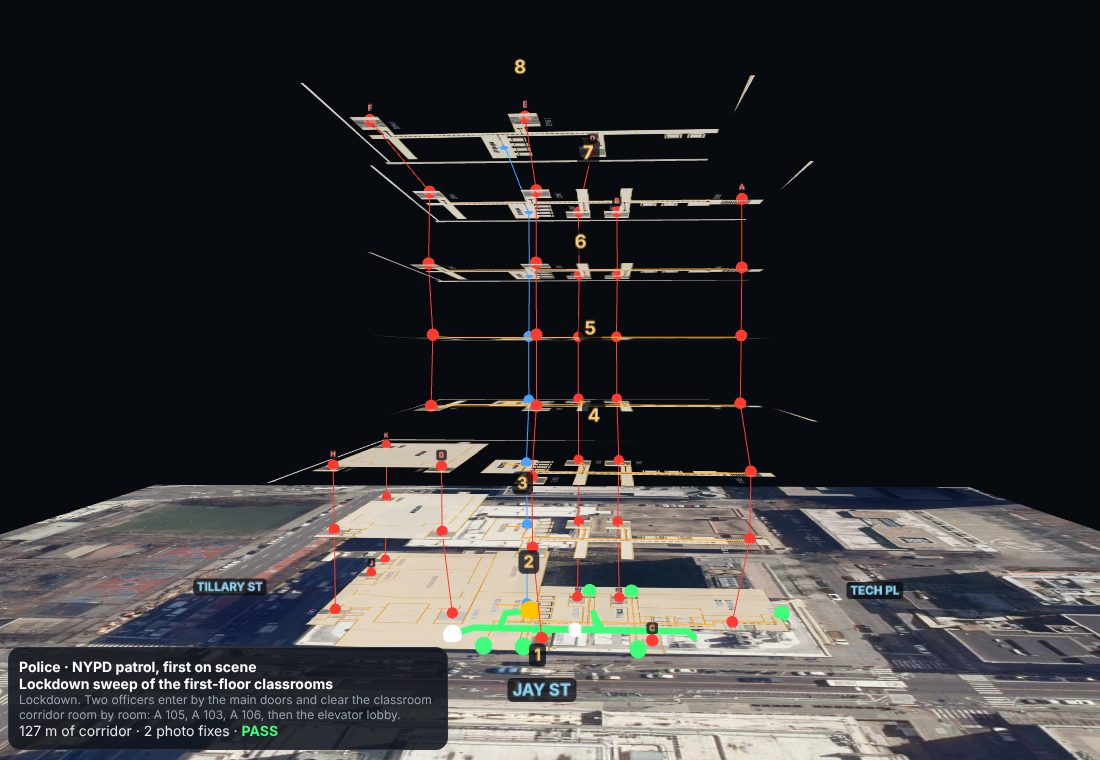 8
F
E
7
A
B
6
5
4
K
H
G
3
2
J
TILLARY ST
TECH PL
C
1
JAY ST
Police · NYPD patrol, first on scene
Lockdown sweep of the first-floor classrooms
Lockdown. Two officers enter by the main doors and clear the classroom
corridor room by room: A 105, A 103, A 106, then the elevator lobby.
127 m of corridor · 2 photo fixes · PASS